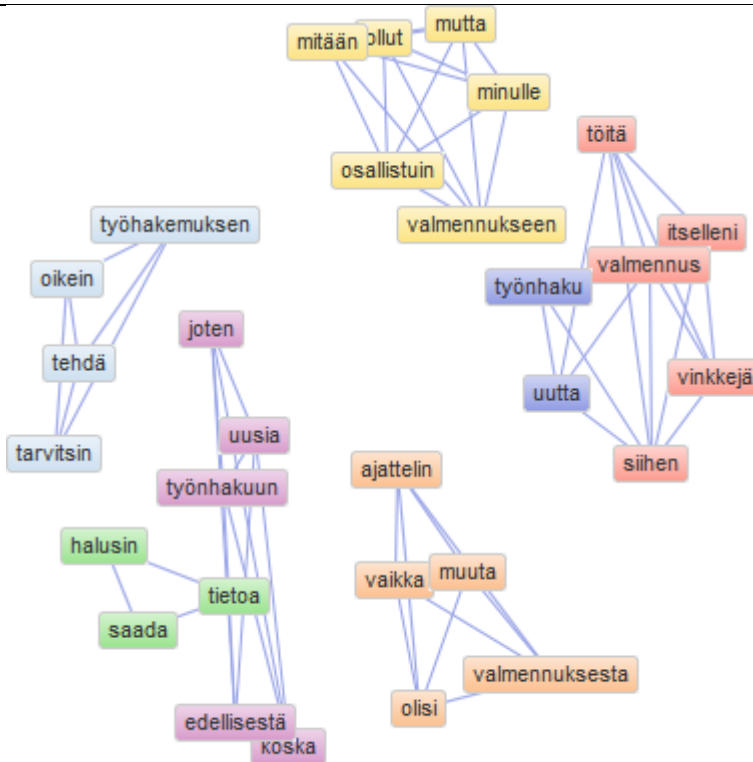 mutta
mitään
ollut
minulle
töitä
osallistuin
työhakemuksen
valmennukseen
itselleni
valmennus
oikein
työnhaku
joten
tehdä
vinkkejä
uutta
uusia
tarvitsin
siihen
ajattelin
työnhakuun
halusin
muuta
vaikka
tietoa
saada
valmennuksesta
olisi
edellisestä
koska